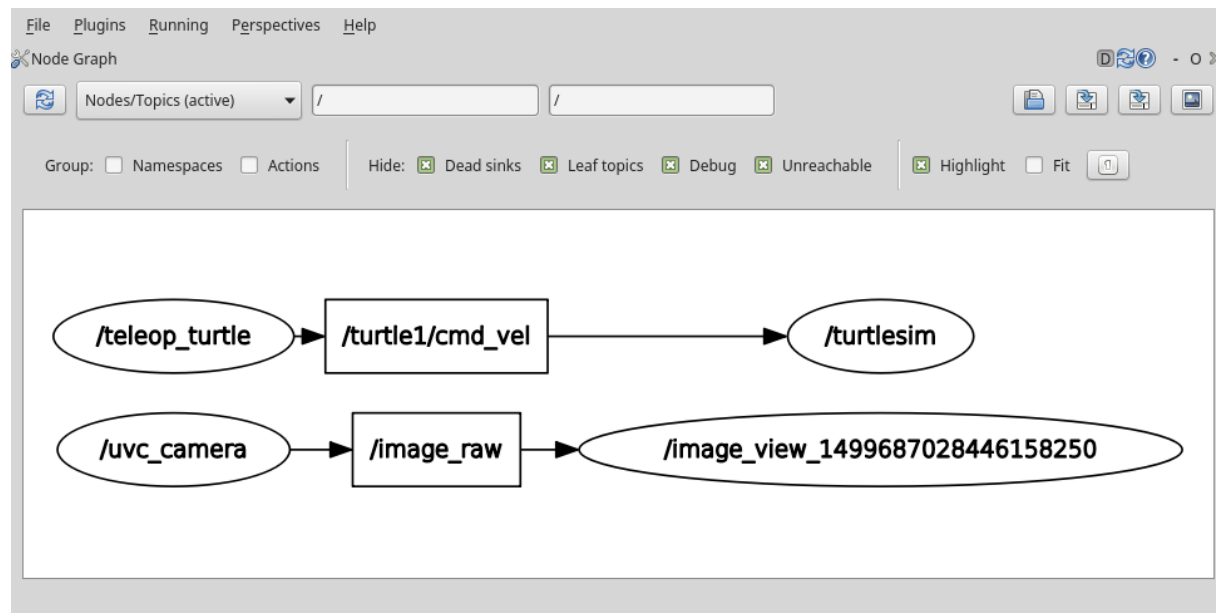 File Plugins Running Perspectives Help
Node Graph D - O
Nodes/Topics (active) / /
Group: Namespaces Actions Hide: Dead sinks Leaf topics Debug Unreachable Highlight Fit
/teleop_turtle /turtle1/cmd_vel /turtlesim
/uvc_camera /image_raw /image_view_1499687028446158250